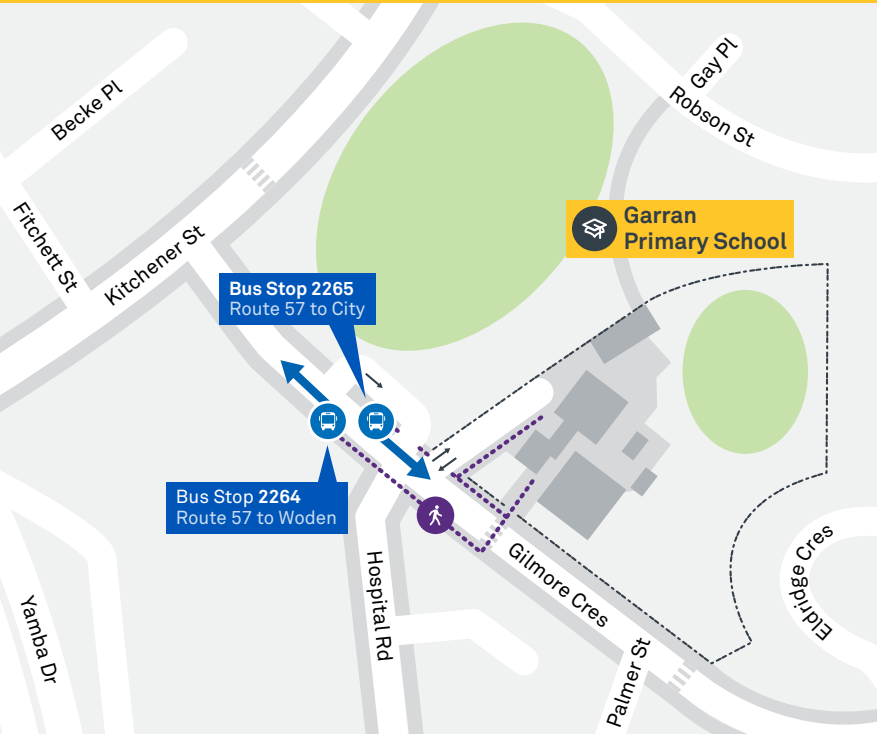 Becke Pl
Gay Pl
Robson St
Fitchett St
Kitchener St
Garran
Primary School
Bus Stop 2265
Route 57 to City
Bus Stop 2264
Route 57 to Woden
Gilmore Cres
Hospital Rd
Eldridge Cres
Yamba Dr
Palmer St